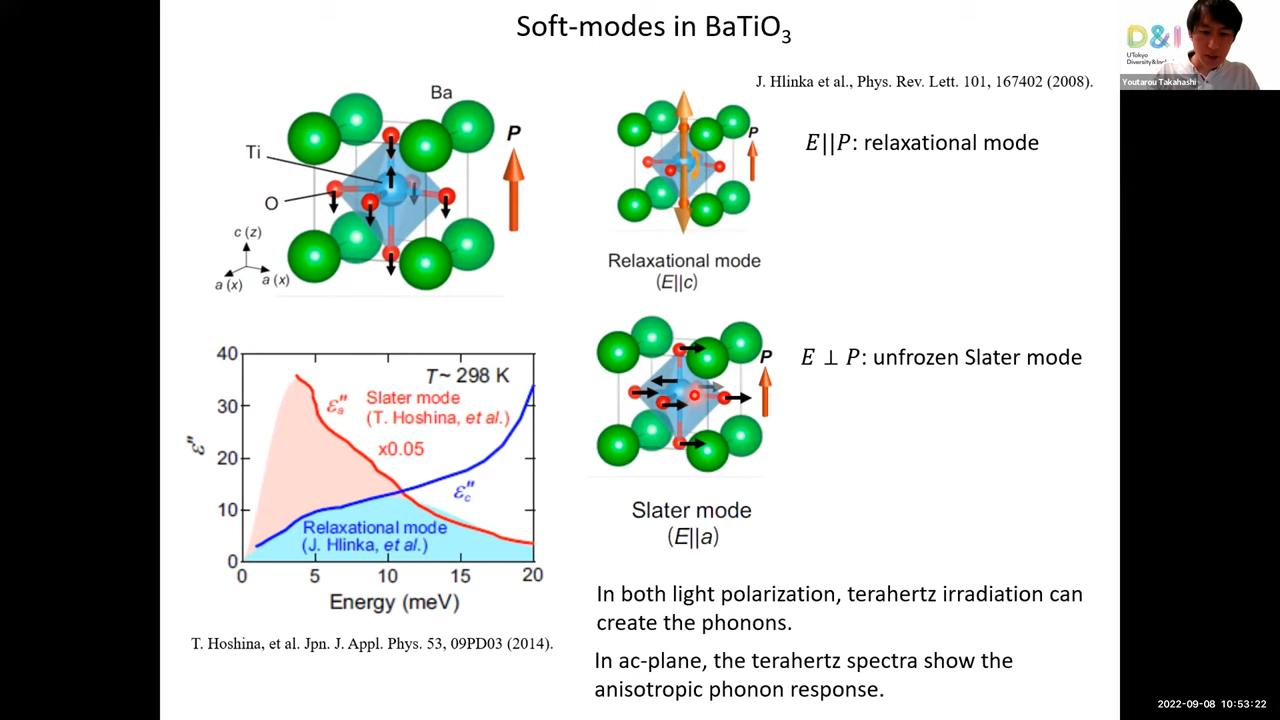 Soft-modes in BaTiO₃
D&I
UTokyo
Youtarou Takahashi
J. Hlinka et al., Phys. Rev. Lett. 101, 167402 (2008).
Ba
Ti
O
P
c (z)
a (x)
a (x)
P
E||P: relaxational mode
Relaxational mode
(E||c)
P
E ⊥ P: unfrozen Slater mode
Slater mode
(E||a)
40
30
20
10
0
ε″
T~ 298 K
ε″a
Slater mode
(T. Hoshina, et al.)
x0.05
ε″c
Relaxational mode
(J. Hlinka, et al.)
0 5 10 15 20
Energy (meV)
T. Hoshina, et al. Jpn. J. Appl. Phys. 53, 09PD03 (2014).
In both light polarization, terahertz irradiation can
create the phonons.
In ac-plane, the terahertz spectra show the
anisotropic phonon response.
2022-09-08 10:53:22